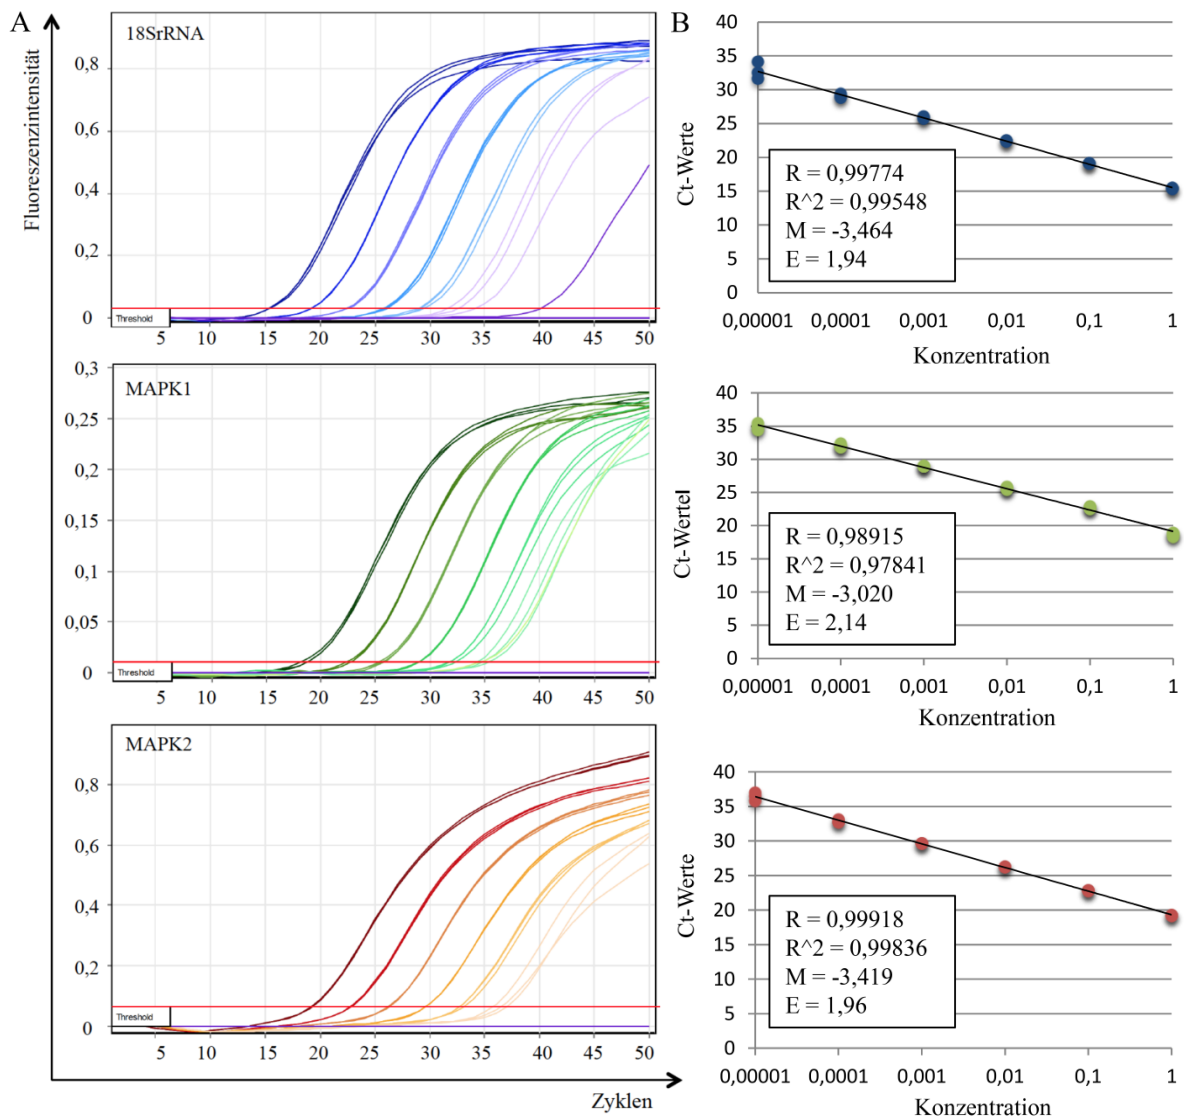 A
Fluoreszenzintensität
18SrRNA
0,8
0,6
0,4
0,2
0
Threshold
5 10 15 20 25 30 35 40 45 50
MAPK1
0,3
0,25
0,2
0,15
0,1
0,05
0
Threshold
5 10 15 20 25 30 35 40 45 50
MAPK2
0,8
0,6
0,4
0,2
0
Threshold
5 10 15 20 25 30 35 40 45 50
Zyklen
B
Ct-Werte
40
35
30
25
20
15
10
5
0
R = 0,99774
R^2 = 0,99548
M = -3,464
E = 1,94
0,00001 0,0001 0,001 0,01 0,1 1
Konzentration
Ct-Wertel
40
35
30
25
20
15
10
5
0
R = 0,98915
R^2 = 0,97841
M = -3,020
E = 2,14
0,00001 0,0001 0,001 0,01 0,1 1
Konzentration
Ct-Werte
40
35
30
25
20
15
10
5
0
R = 0,99918
R^2 = 0,99836
M = -3,419
E = 1,96
0,00001 0,0001 0,001 0,01 0,1 1
Konzentration